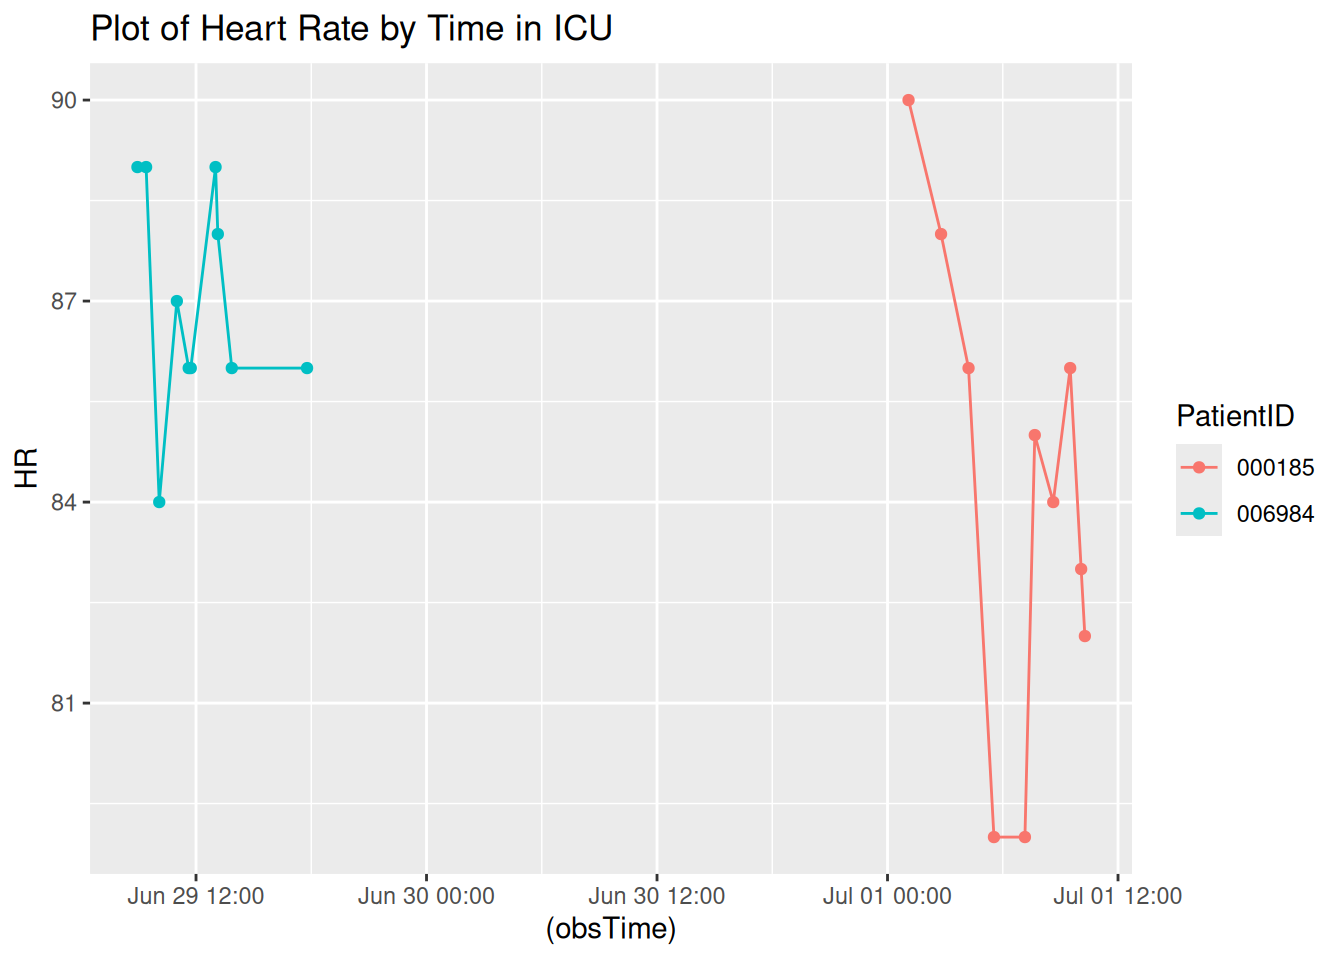 Plot of Heart Rate by Time in ICU
90
87
84
81
HR
Jun 29 12:00
Jun 30 00:00
Jun 30 12:00
Jul 01 00:00
Jul 01 12:00
(obsTime)
PatientID
000185
006984